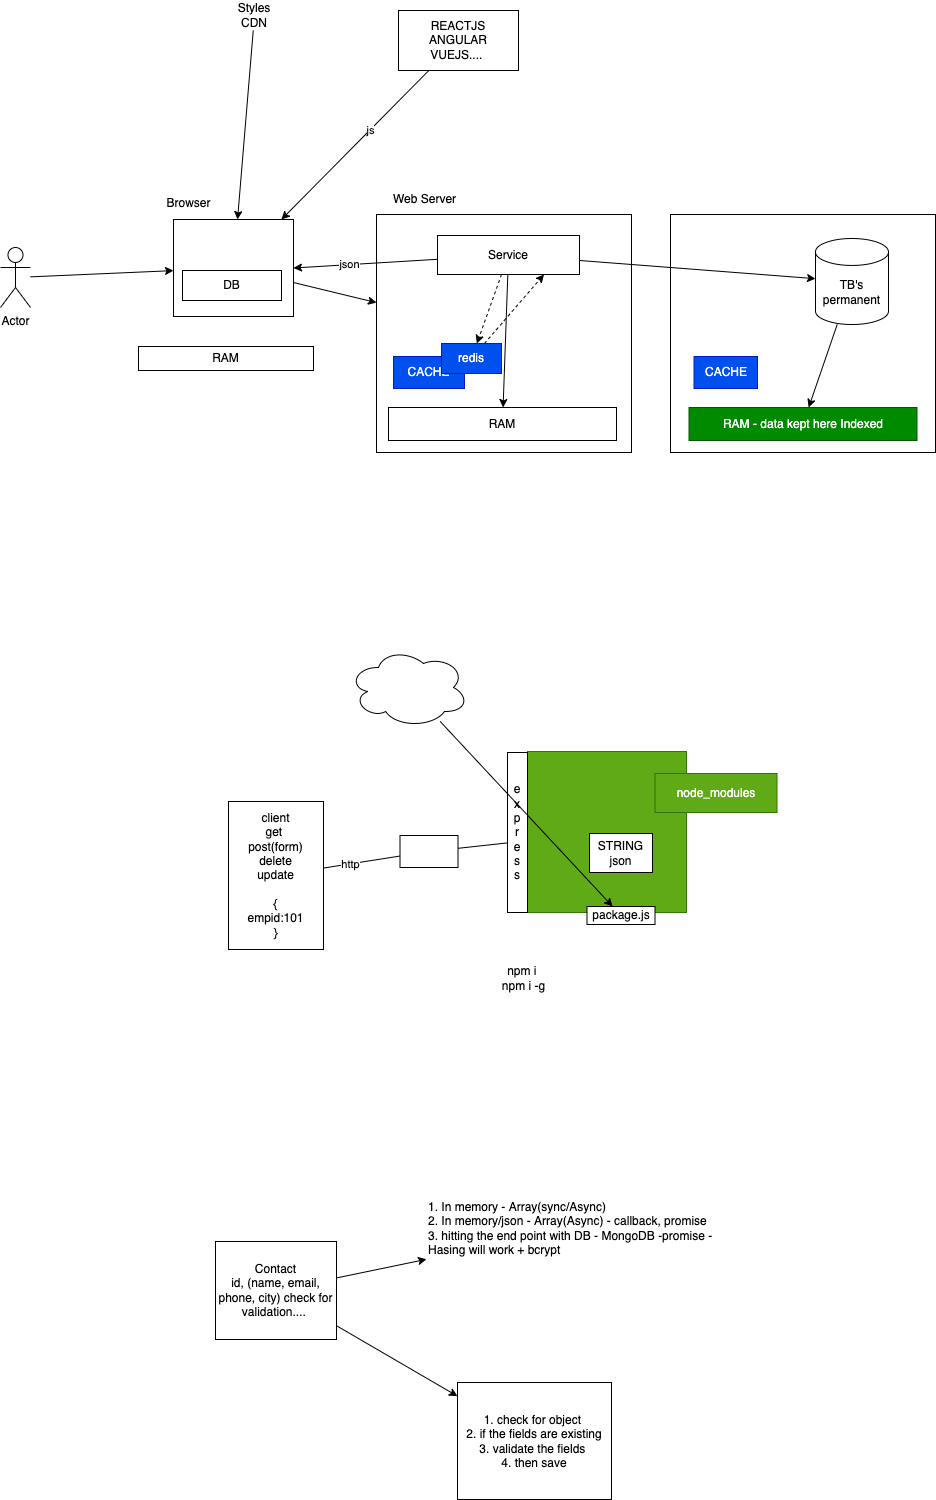 Styles
CDN
REACTJS
ANGULAR
VUEJS....
js
Browser
Web Server
Service
json
DB
TB's
permanent
Actor
RAM
redis
CACHE
CACHE
RAM
RAM - data kept here Indexed
e
x
p
r
e
s
s
node_modules
client
get
post(form)
delete
update
{
empid:101
}
http
STRING
json
package.js
npm i
npm i -g
1. In memory - Array(sync/Async)
2. In memory/json - Array(Async) - callback, promise
3. hitting the end point with DB - MongoDB -promise -
Hasing will work + bcrypt
Contact
id, (name, email,
phone, city) check for
validation....
1. check for object
2. if the fields are existing
3. validate the fields
4. then save